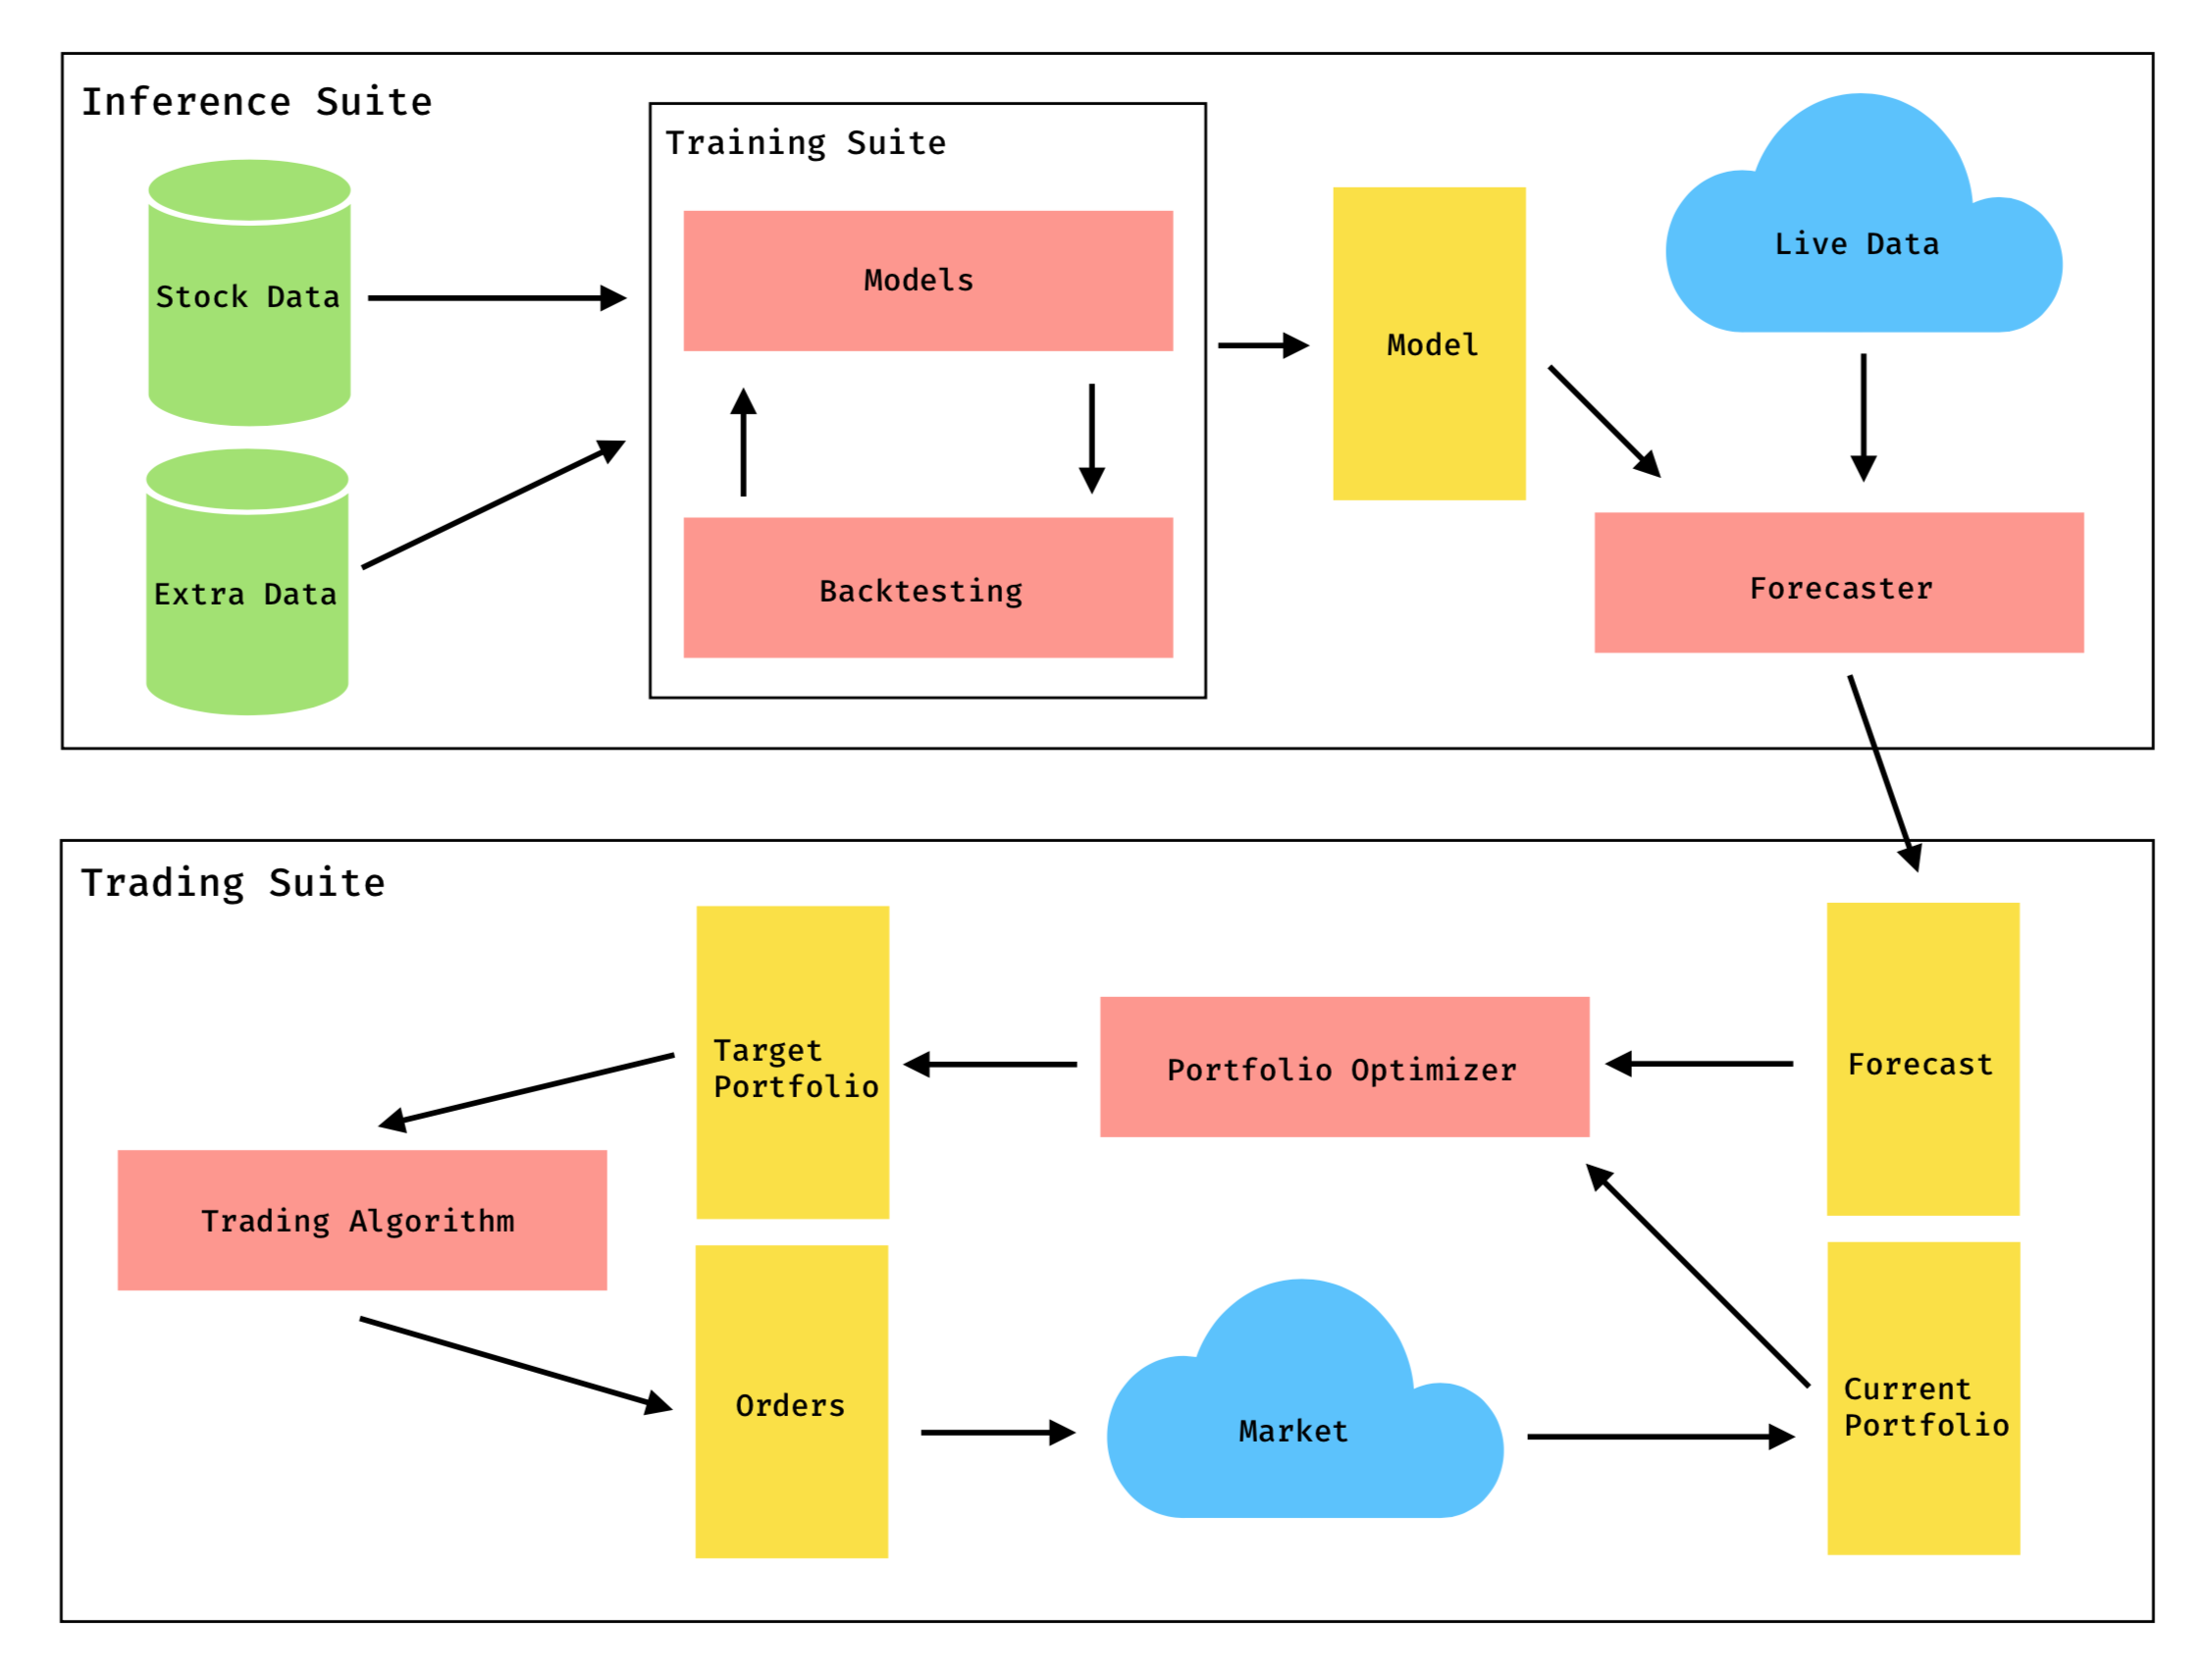 Inference Suite
Training Suite
Stock Data
Extra Data
Models
Backtesting
Model
Live Data
Forecaster
Trading Suite
Forecast
Current
Portfolio
Portfolio Optimizer
Target
Portfolio
Trading Algorithm
Orders
Market